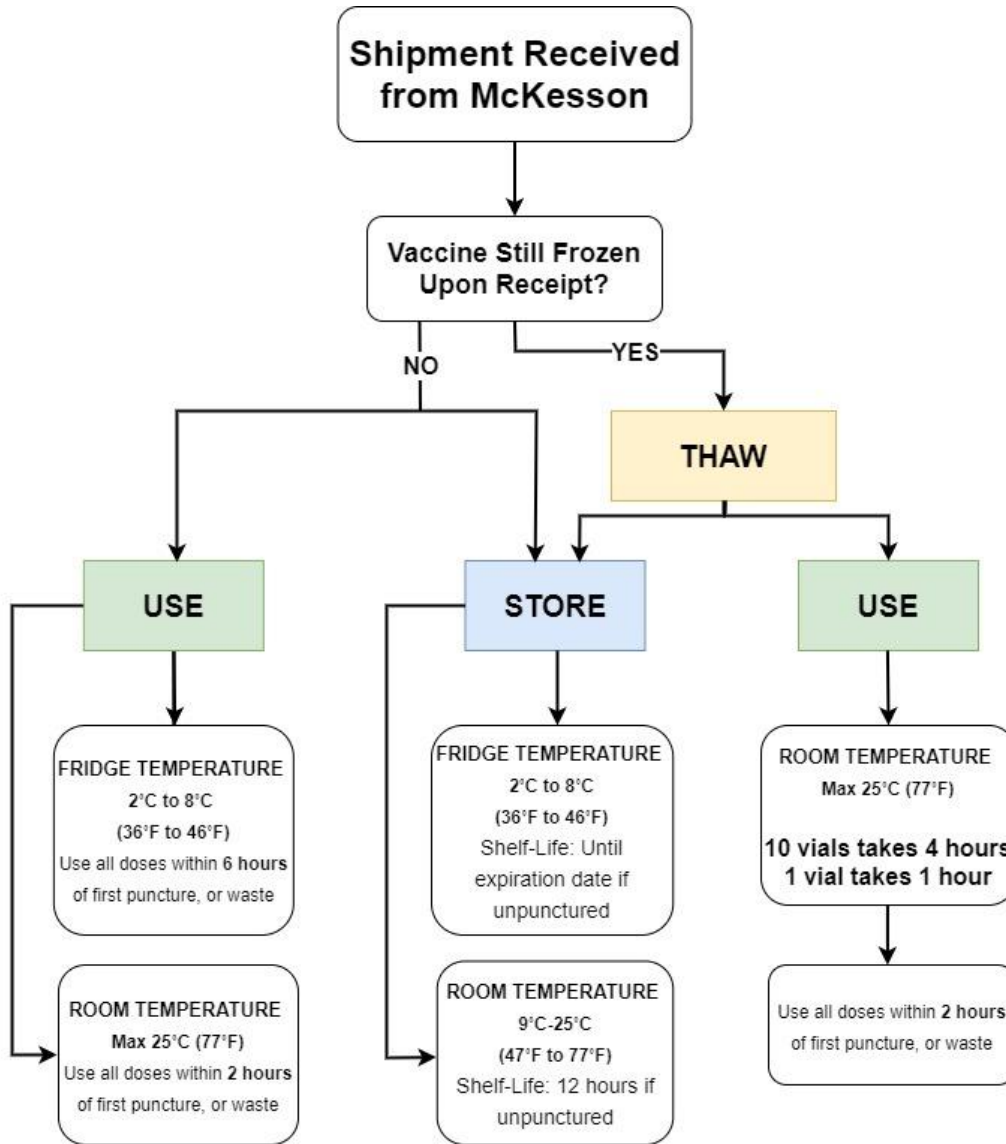 Shipment Received
from McKesson
Vaccine Still Frozen
Upon Receipt?
NO
YES
THAW
USE
STORE
USE
FRIDGE TEMPERATURE
2°C to 8°C
(36°F to 46°F)
Use all doses within 6 hours
of first puncture, or waste
FRIDGE TEMPERATURE
2°C to 8°C
(36°F to 46°F)
Shelf-Life: Until
expiration date if
unpunctured
ROOM TEMPERATURE
Max 25°C (77°F)
10 vials takes 4 hours
1 vial takes 1 hour
ROOM TEMPERATURE
Max 25°C (77°F)
Use all doses within 2 hours
of first puncture, or waste
ROOM TEMPERATURE
9°C-25°C
(47°F to 77°F)
Shelf-Life: 12 hours if
unpunctured
Use all doses within 2 hours
of first puncture, or waste